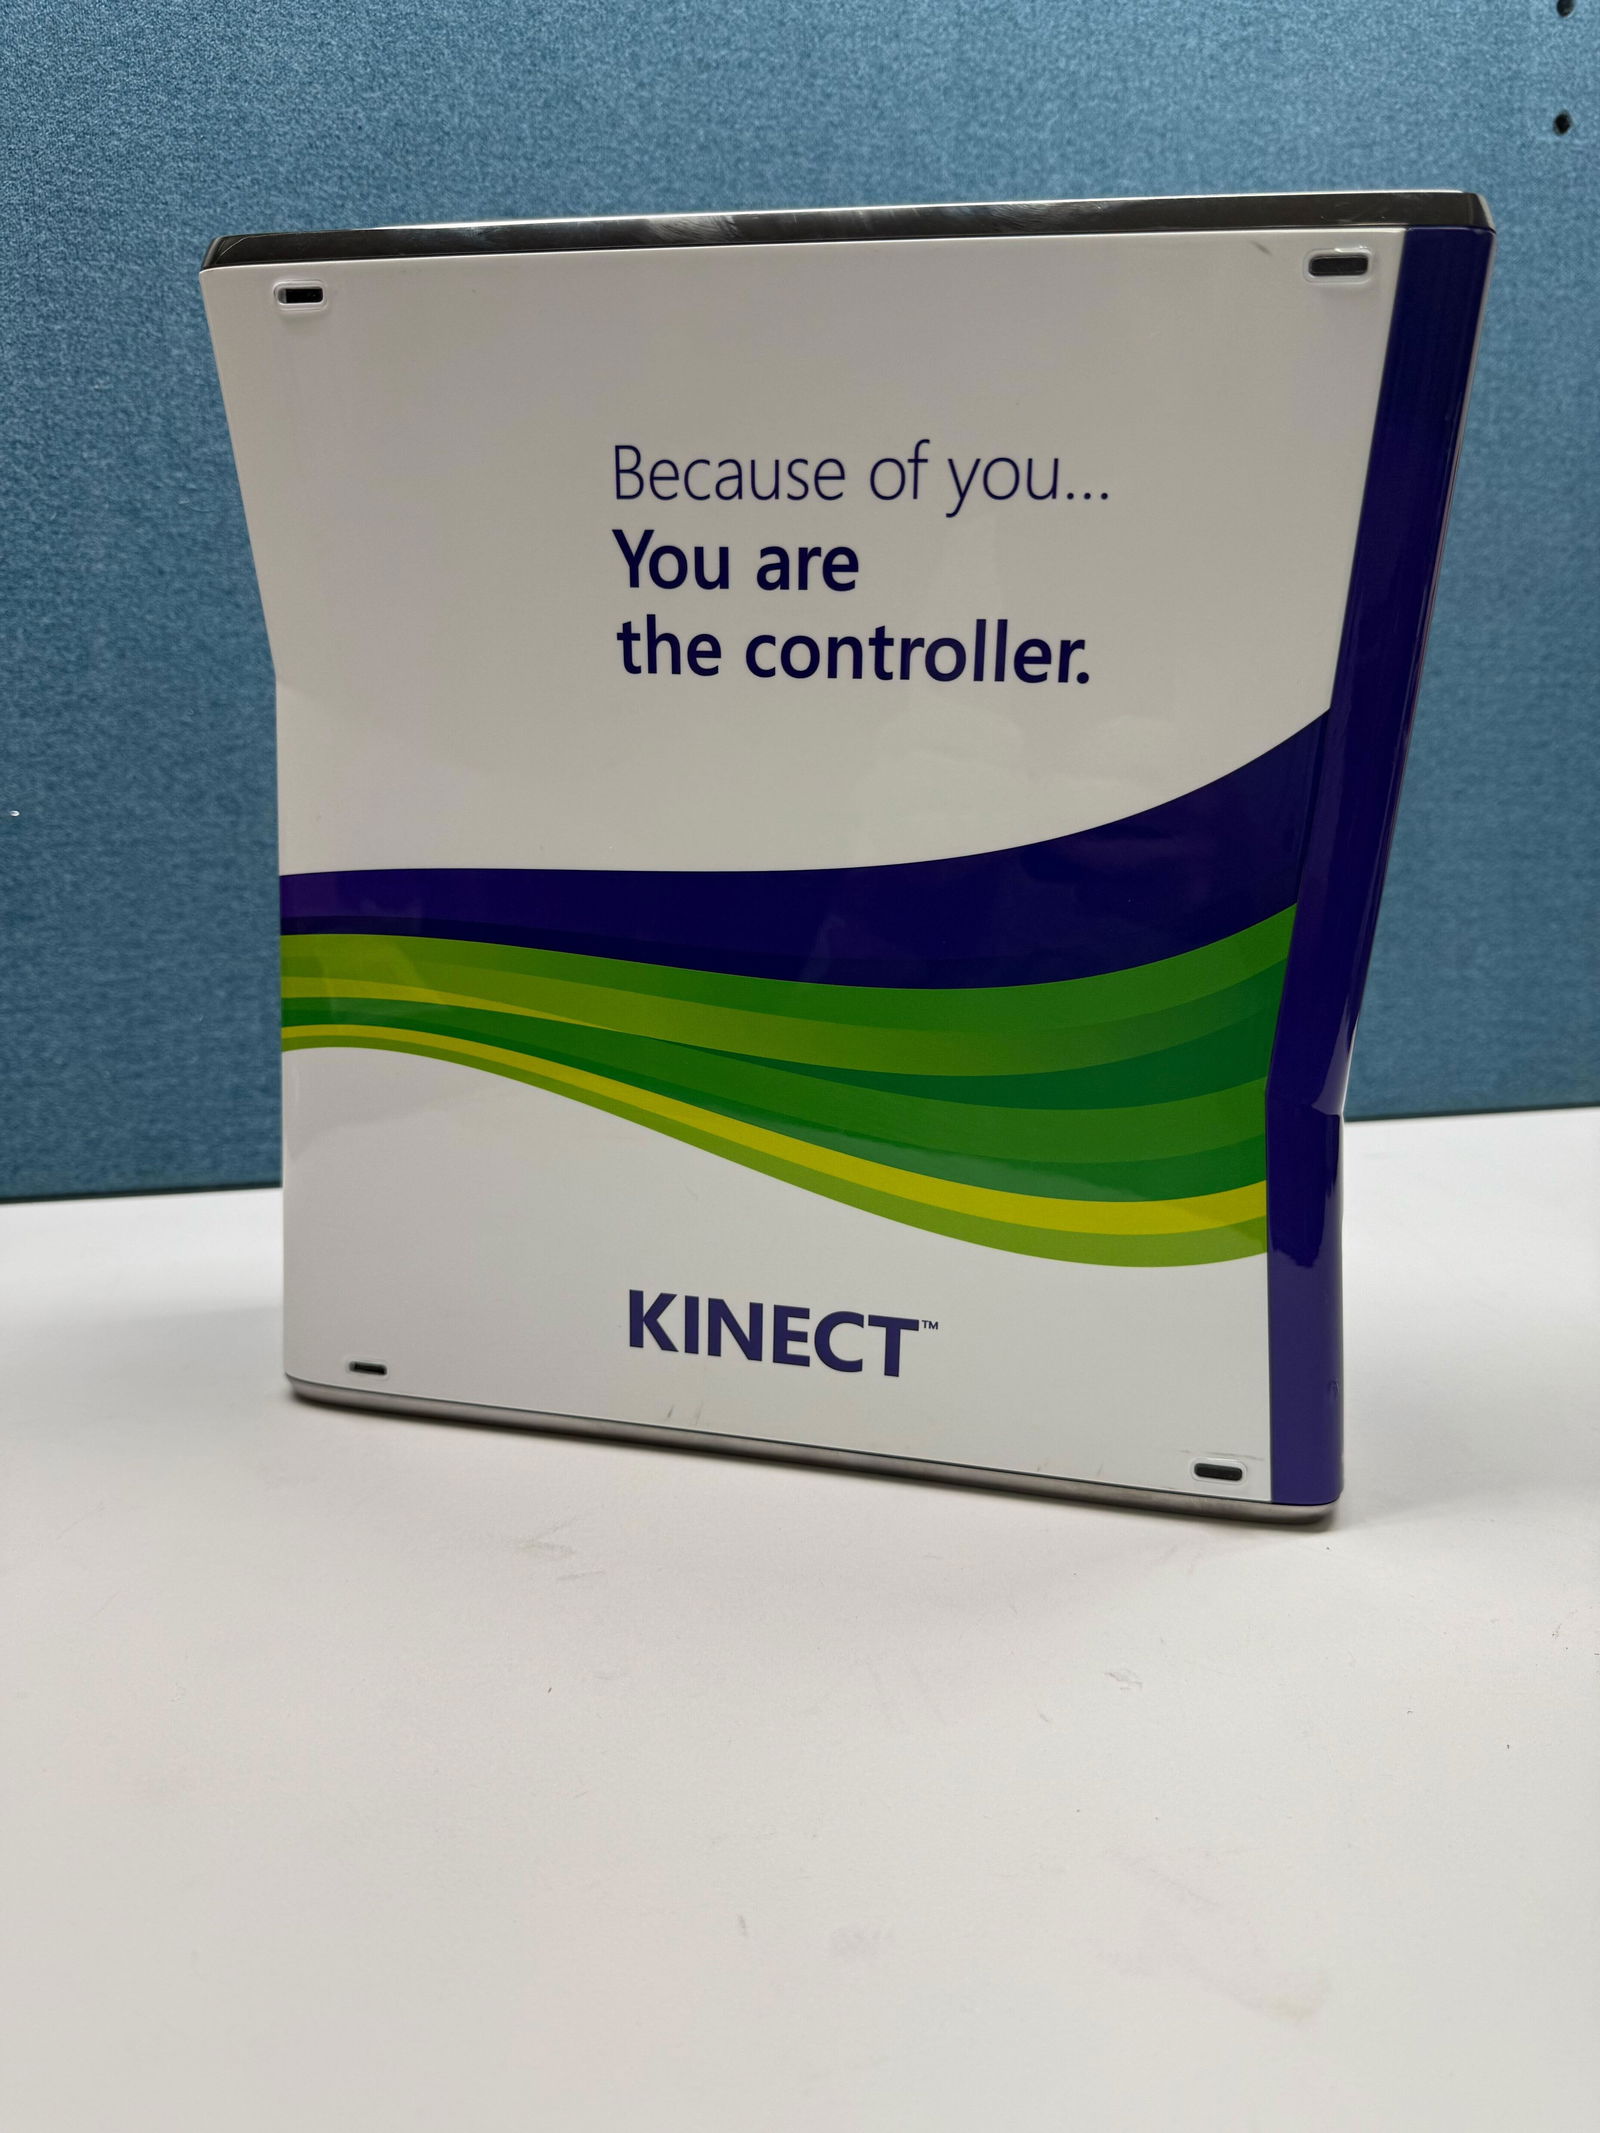 Because of you...
You are
the controller.
KINECT™